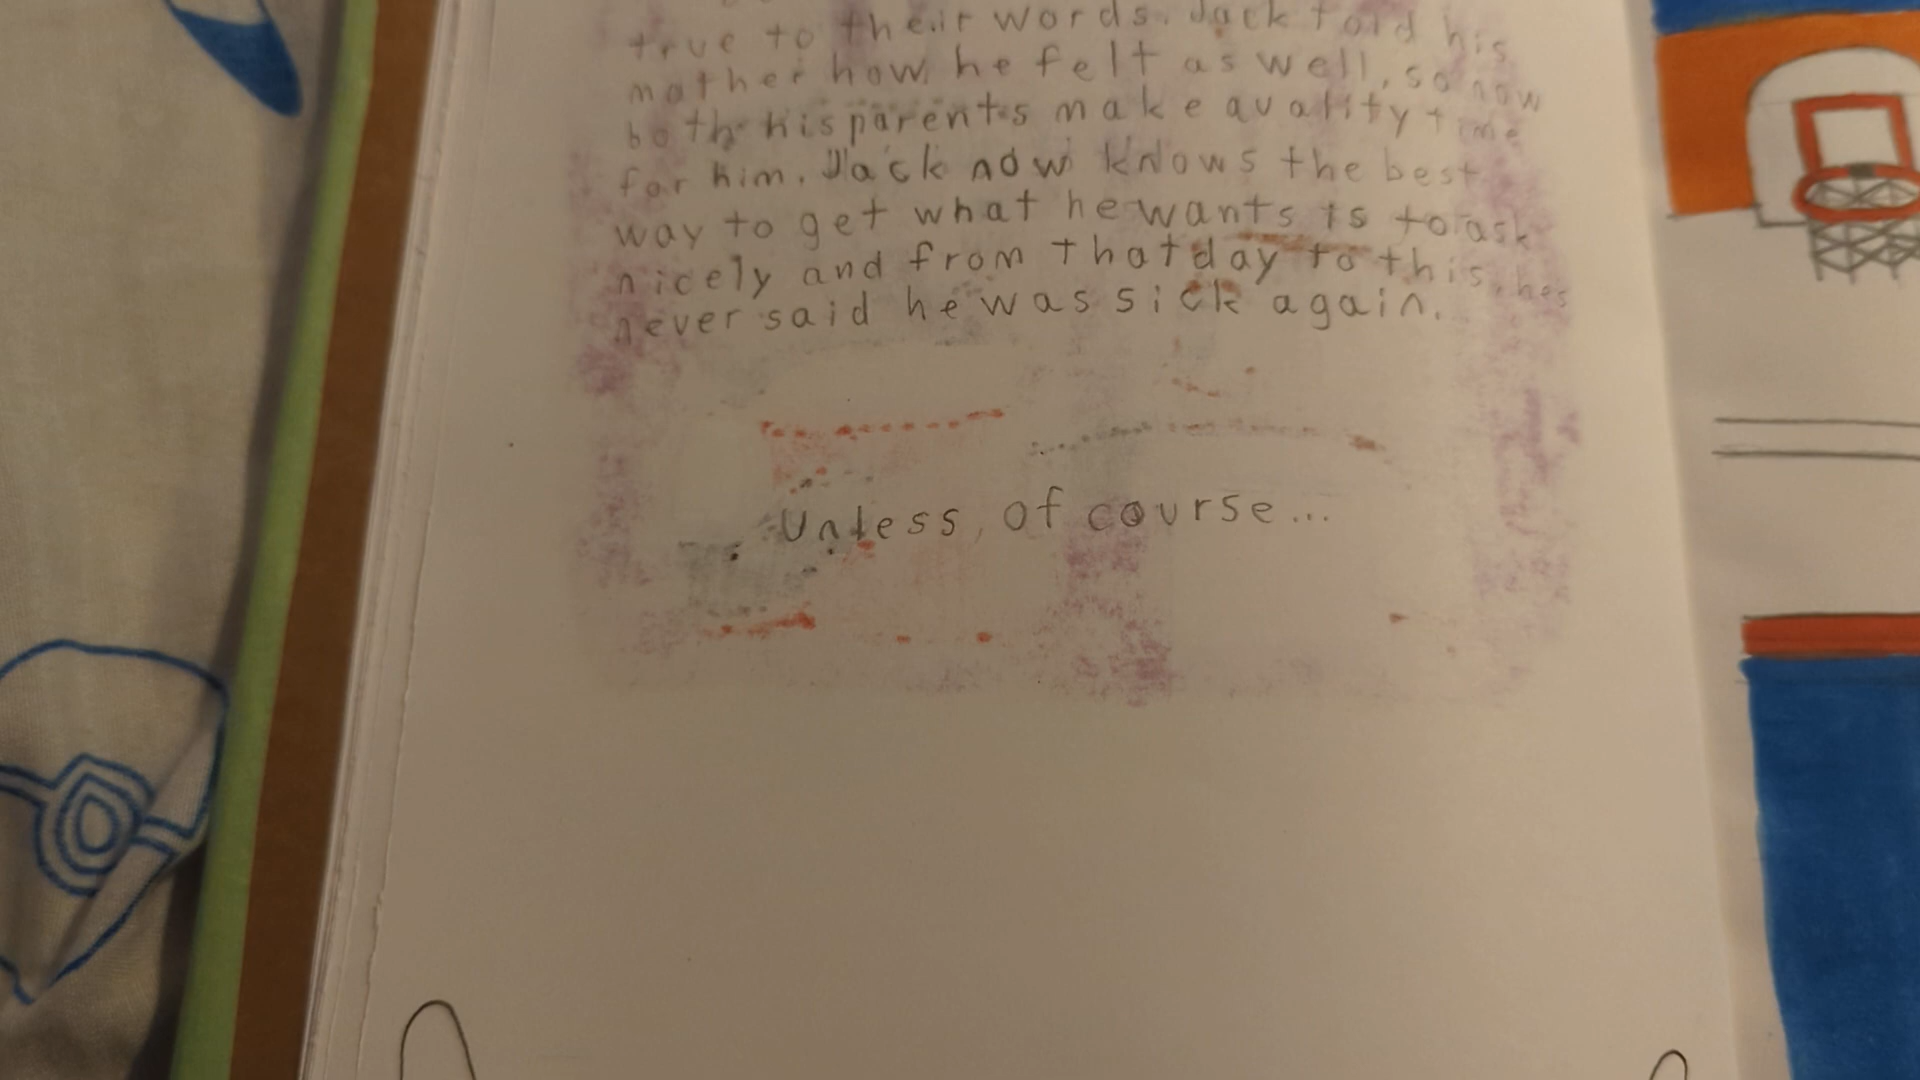 true to their words. Jack told his
mother how he felt as well, so now
both his parents make quality time
for him. Jack now knows the best
way to get what he wants is to ask
nicely and from that day to this, hes
never said he was sick again.
Unless, of course...